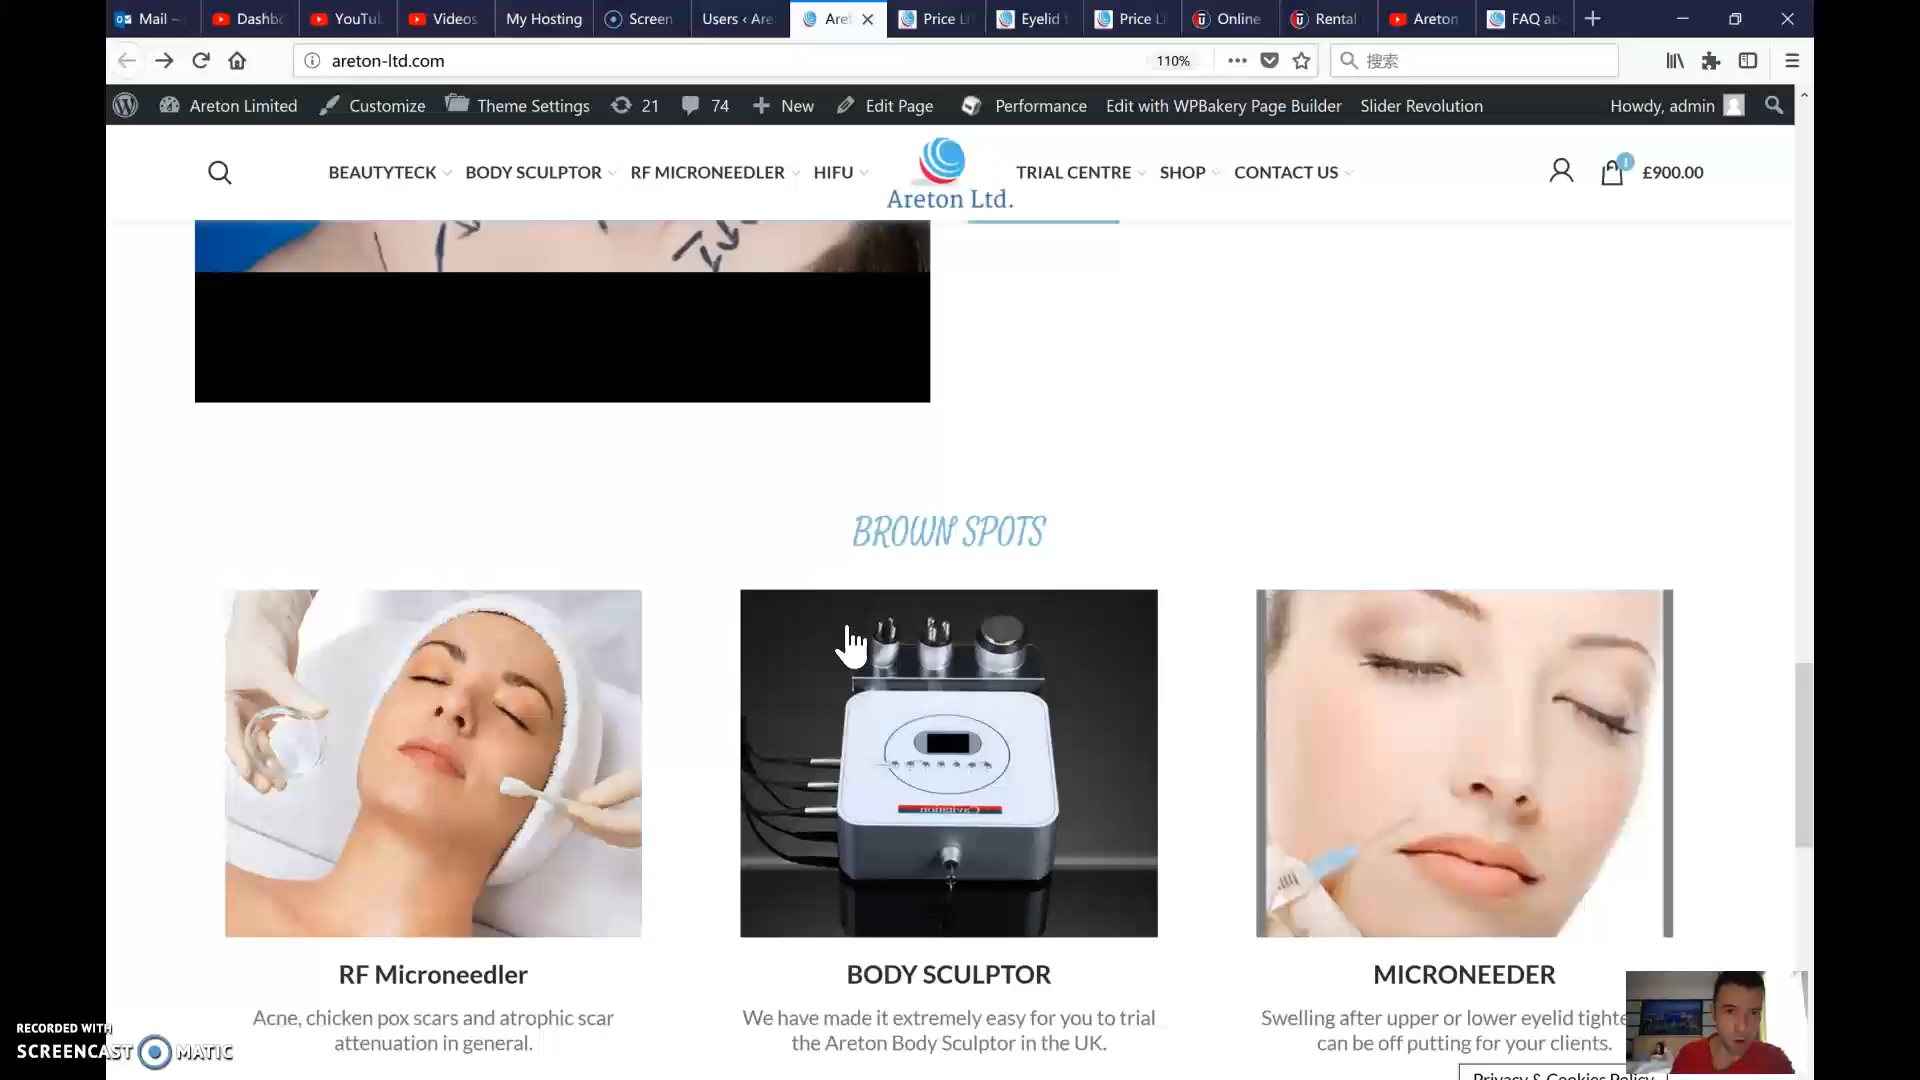 Mail -
Dashbo
YouTu
Videos
My Hosting
Screen
Users ‹ Are
Aret
Price Li
Eyelid
Price Li
Online
Rental
Areton
FAQ ab
areton-ltd.com
110%
搜索
Areton Limited
Customize
Theme Settings
21
74
New
Edit Page
Performance
Edit with WPBakery Page Builder
Slider Revolution
Howdy, admin
BEAUTYTECK
BODY SCULPTOR
RF MICRONEEDLER
HIFU
Areton Ltd.
TRIAL CENTRE
SHOP
CONTACT US
1
£900.00
BROWN SPOTS
RF Microneedler
Acne, chicken pox scars and atrophic scar
attenuation in general.
BODY SCULPTOR
We have made it extremely easy for you to trial
the Areton Body Sculptor in the UK.
MICRONEEDER
Swelling after upper or lower eyelid tighte
can be off putting for your clients.
Privacy & Cookies Policy
RECORDED WITH
SCREENCAST MATIC